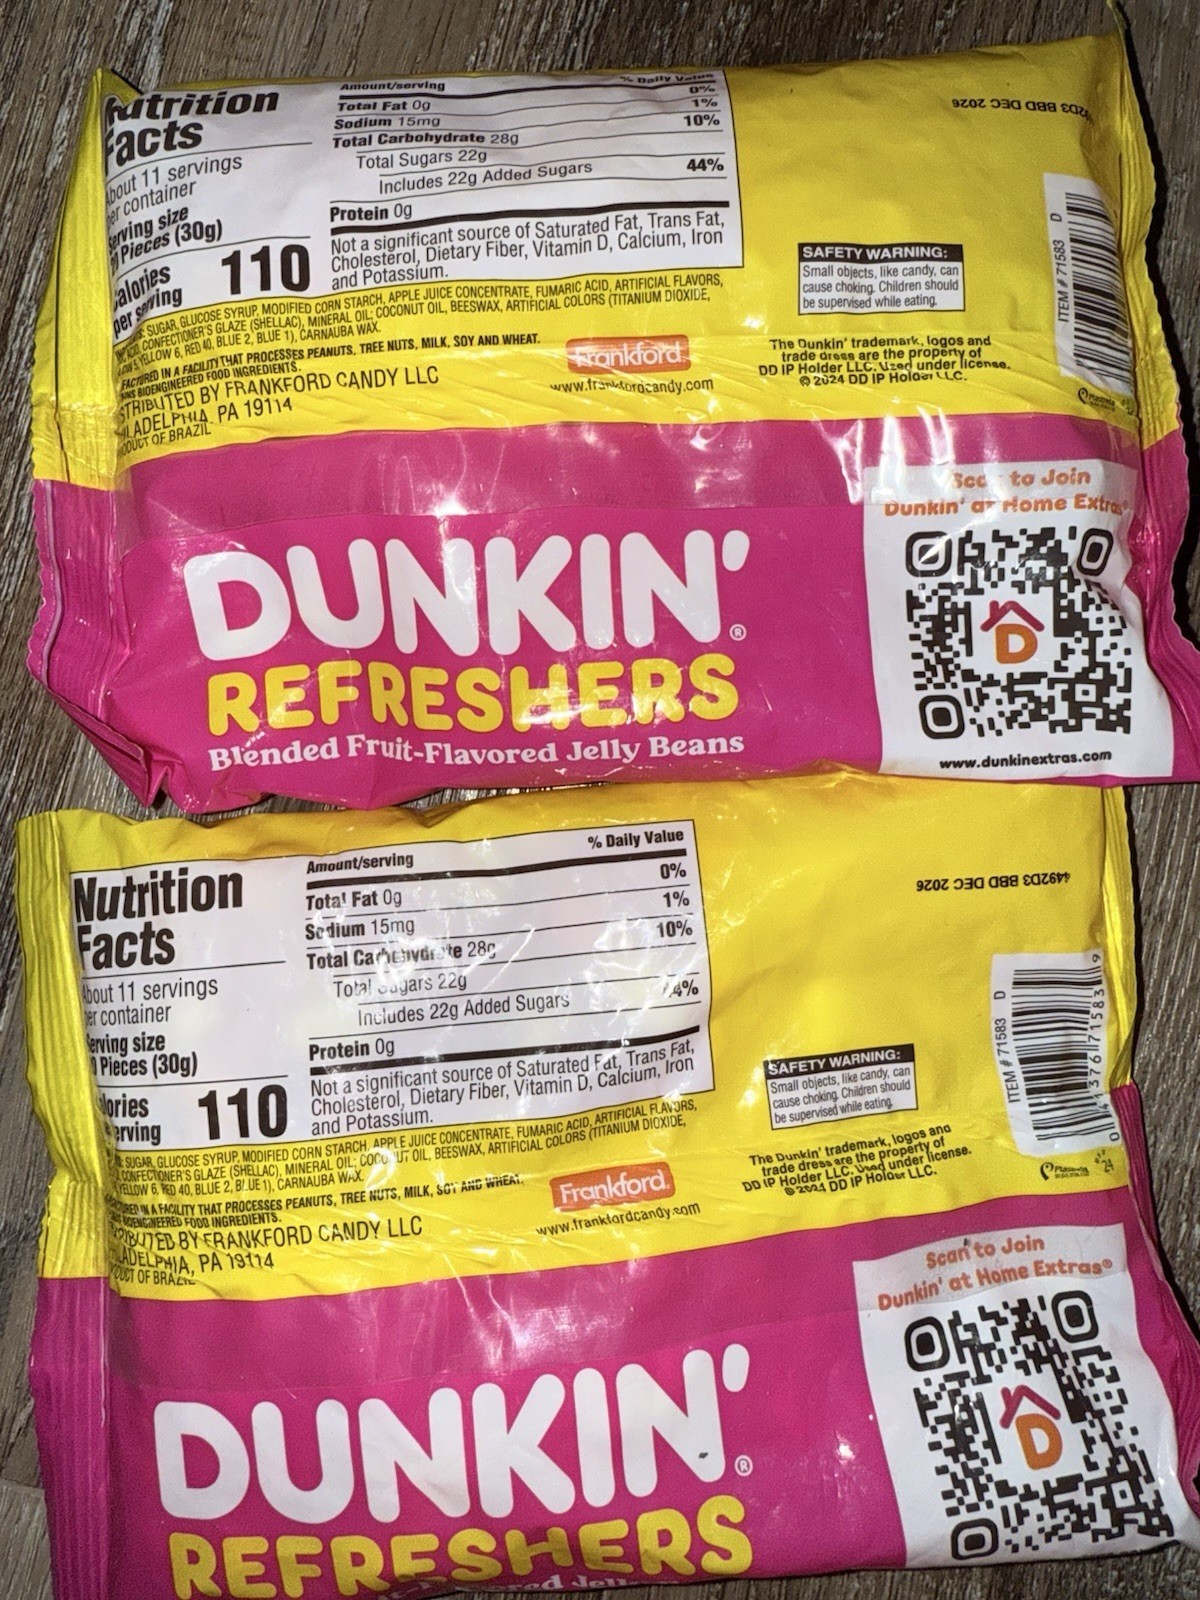 Nutrition
Facts
About 11 servings
per container
Serving size
Pieces (30g)
Calories
per serving
110
Amount/serving
% Daily Value
Total Fat 0g
0%
Sodium 15mg
1%
Total Carbohydrate 28g
10%
Total Sugars 22g
Includes 22g Added Sugars
44%
Protein 0g
Not a significant source of Saturated Fat, Trans Fat,
Cholesterol, Dietary Fiber, Vitamin D, Calcium, Iron
and Potassium.
SUGAR, GLUCOSE SYRUP, MODIFIED CORN STARCH, APPLE JUICE CONCENTRATE, FUMARIC ACID, ARTIFICIAL FLAVORS,
CONFECTIONER'S GLAZE (SHELLAC), MINERAL OIL; COCONUT OIL, BEESWAX, ARTIFICIAL COLORS (TITANIUM DIOXIDE,
YELLOW 6, RED 40, BLUE 2, BLUE 1), CARNAUBA WAX.
IN A FACILITY THAT PROCESSES PEANUTS, TREE NUTS, MILK, SOY AND WHEAT.
BIOENGINEERED FOOD INGREDIENTS.
BY FRANKFORD CANDY LLC
PA 19114
OF BRAZIL
Frankford.
www.frankfordcandy.com
BBD DEC 2026
ITEM # 71583 D
SAFETY WARNING:
Small objects, like candy, can
cause choking. Children should
be supervised while eating.
The Dunkin' trademark, logos and
trade dress are the property of
DD IP Holder LLC. Used under license.
© 2024 DD IP Holder LLC.
Scan to Join
Dunkin' at Home Extras®
www.dunkinextras.com
DUNKIN'®
REFRESHERS
Blended Fruit-Flavored Jelly Beans
Nutrition
Facts
About 11 servings
per container
Serving size
Pieces (30g)
110
Amount/serving
% Daily Value
Total Fat 0g
0%
Sodium 15mg
1%
Total Carbohydrate 28g
10%
Total Sugars 22g
Includes 22g Added Sugars
Protein 0g
Not a significant source of Saturated Fat, Trans Fat,
Cholesterol, Dietary Fiber, Vitamin D, Calcium, Iron
and Potassium.
SUGAR, GLUCOSE SYRUP, MODIFIED CORN STARCH, APPLE JUICE CONCENTRATE, FUMARIC ACID, ARTIFICIAL FLAVORS,
CONFECTIONER'S GLAZE (SHELLAC), MINERAL OIL; COCONUT OIL, BEESWAX, ARTIFICIAL COLORS (TITANIUM DIOXIDE,
YELLOW 6, RED 40, BLUE 2, BLUE 1), CARNAUBA WAX.
IN A FACILITY THAT PROCESSES PEANUTS, TREE NUTS, MILK, SOY AND WHEAT.
BIOENGINEERED FOOD INGREDIENTS.
BY FRANKFORD CANDY LLC
PA 19114
OF BRAZIL
Frankford.
www.frankfordcandy.com
4492D3 BBD DEC 2026
ITEM # 71583 D
SAFETY WARNING:
Small objects, like candy, can
cause choking. Children should
be supervised while eating.
The Dunkin' trademark, logos and
trade dress are the property of
DD IP Holder LLC. Used under license.
© 2024 DD IP Holder LLC.
Scan to Join
Dunkin' at Home Extras®
DUNKIN'®
REFRESHERS